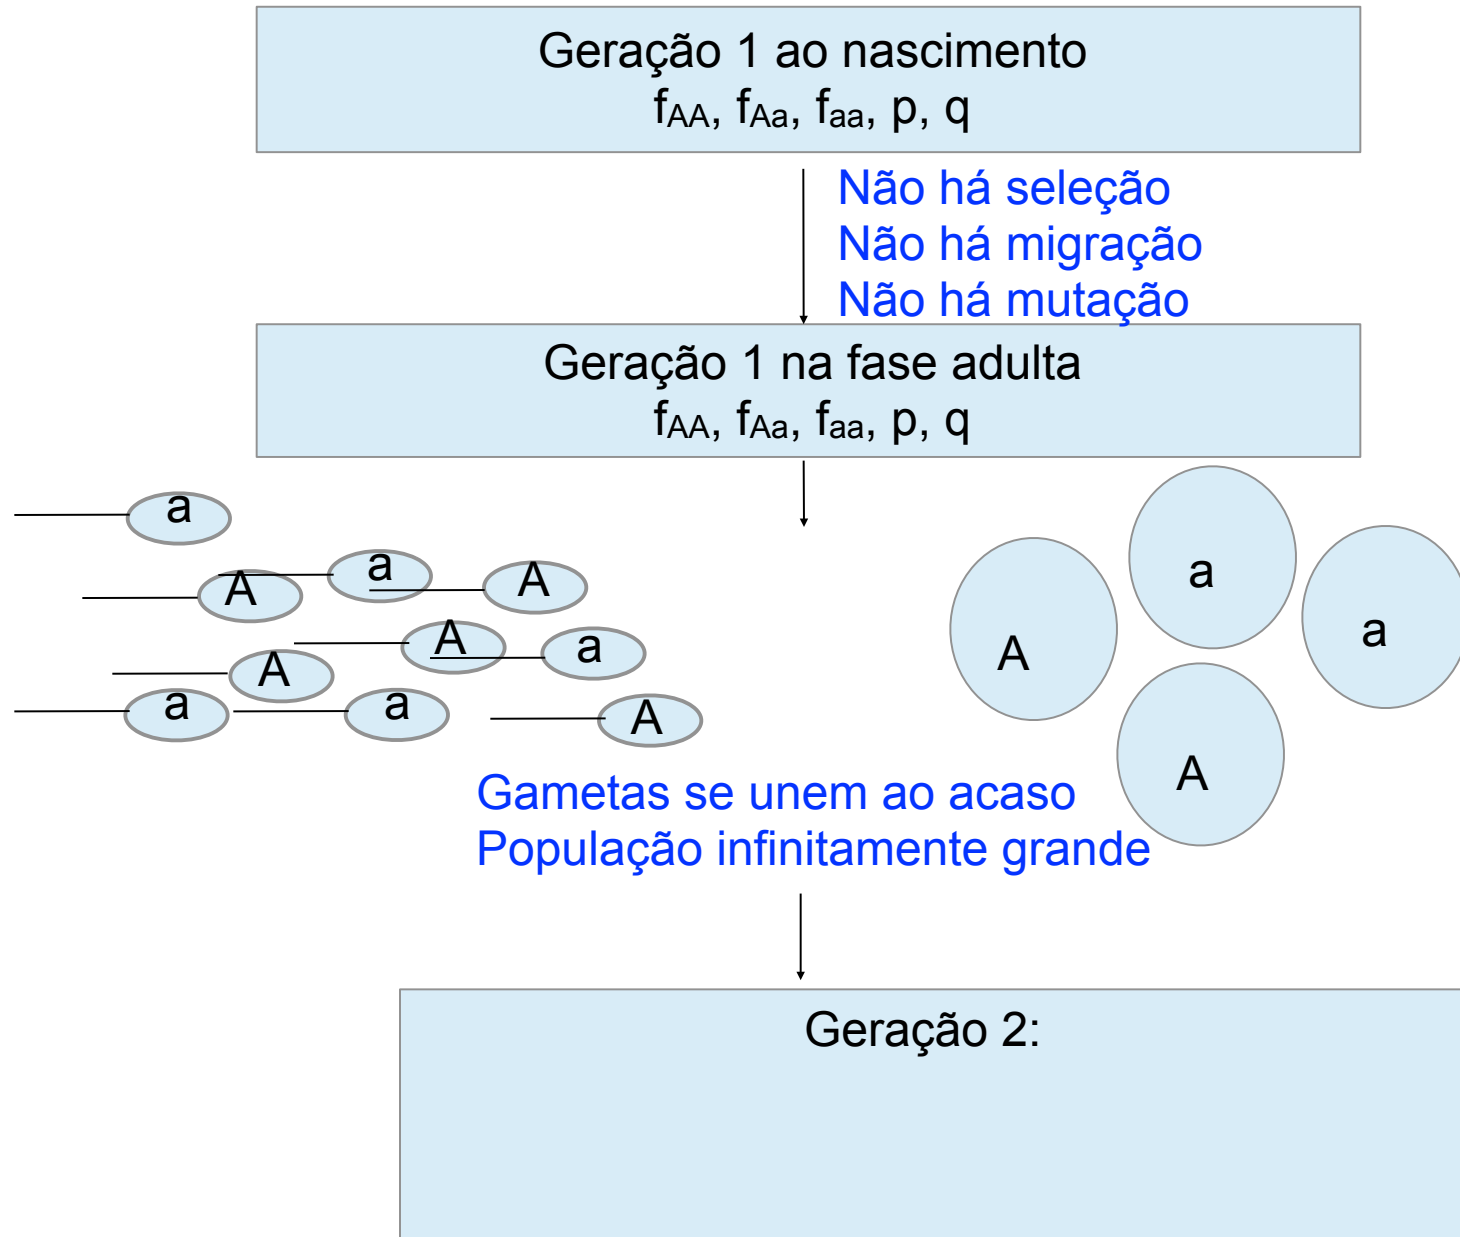 Geração 1 ao nascimento
fAA, fAa, faa, p, q
Não há seleção
Não há migração
Não há mutação
Geração 1 na fase adulta
fAA, fAa, faa, p, q
a
a
A
A
A
a
A
a
a
A
a
A
a
A
Gametas se unem ao acaso
População infinitamente grande
Geração 2: